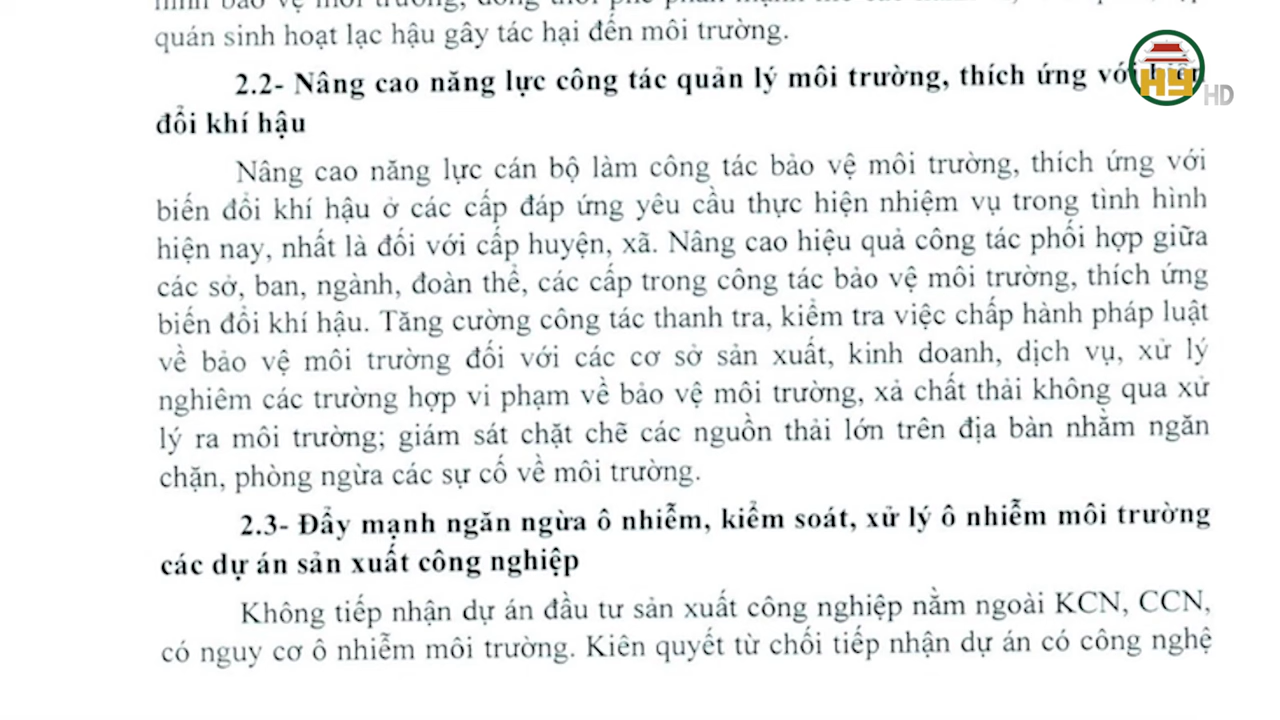 quán sinh hoạt lạc hậu gây tác hại đến môi trường.
2.2- Nâng cao năng lực công tác quản lý môi trường, thích ứng với biến
đổi khí hậu
Nâng cao năng lực cán bộ làm công tác bảo vệ môi trường, thích ứng với
biến đổi khí hậu ở các cấp đáp ứng yêu cầu thực hiện nhiệm vụ trong tình hình
hiện nay, nhất là đối với cấp huyện, xã. Nâng cao hiệu quả công tác phối hợp giữa
các sở, ban, ngành, đoàn thể, các cấp trong công tác bảo vệ môi trường, thích ứng
biến đổi khí hậu. Tăng cường công tác thanh tra, kiểm tra việc chấp hành pháp luật
về bảo vệ môi trường đối với các cơ sở sản xuất, kinh doanh, dịch vụ, xử lý
nghiêm các trường hợp vi phạm về bảo vệ môi trường, xả chất thải không qua xử
lý ra môi trường; giám sát chặt chẽ các nguồn thải lớn trên địa bàn nhằm ngăn
chặn, phòng ngừa các sự cố về môi trường.
2.3- Đẩy mạnh ngăn ngừa ô nhiễm, kiểm soát, xử lý ô nhiễm môi trường
các dự án sản xuất công nghiệp
Không tiếp nhận dự án đầu tư sản xuất công nghiệp nằm ngoài KCN, CCN,
có nguy cơ ô nhiễm môi trường. Kiên quyết từ chối tiếp nhận dự án có công nghệ
HY HD